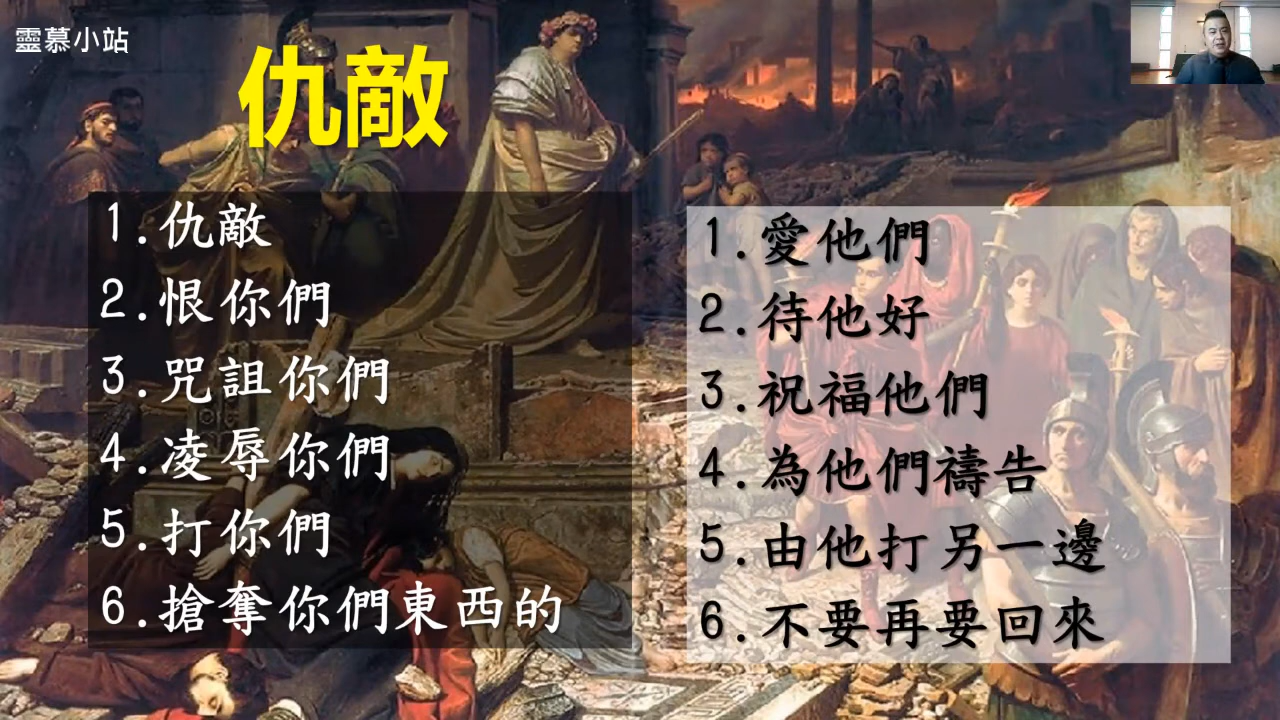 靈慕小站
仇敵
1.仇敵
2.恨你們
3.咒詛你們
4.凌辱你們
5.打你們
6.搶奪你們東西的
1.愛他們
2.待他好
3.祝福他們
4.為他們禱告
5.由他打另一邊
6.不要再要回來